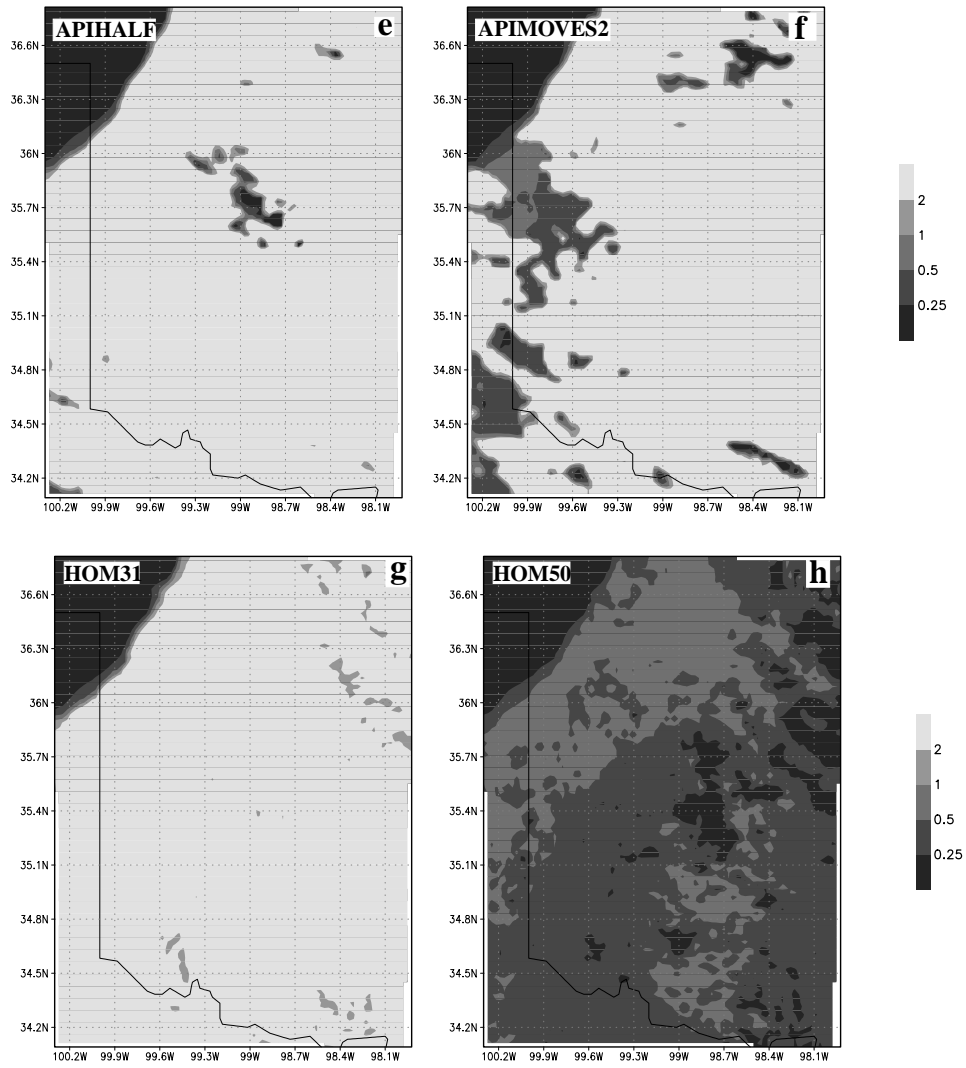 APIHALF e
APIMOVES2 f
36.6N
36.3N
36N
35.7N
35.4N
35.1N
34.8N
34.5N
34.2N
100.2W 99.9W 99.6W 99.3W 99W 98.7W 98.4W 98.1W
36.6N
36.3N
36N
35.7N
35.4N
35.1N
34.8N
34.5N
34.2N
100.2W 99.9W 99.6W 99.3W 99W 98.7W 98.4W 98.1W
2
1
0.5
0.25
HOM31 g
HOM50 h
36.6N
36.3N
36N
35.7N
35.4N
35.1N
34.8N
34.5N
34.2N
100.2W 99.9W 99.6W 99.3W 99W 98.7W 98.4W 98.1W
36.6N
36.3N
36N
35.7N
35.4N
35.1N
34.8N
34.5N
34.2N
100.2W 99.9W 99.6W 99.3W 99W 98.7W 98.4W 98.1W
2
1
0.5
0.25